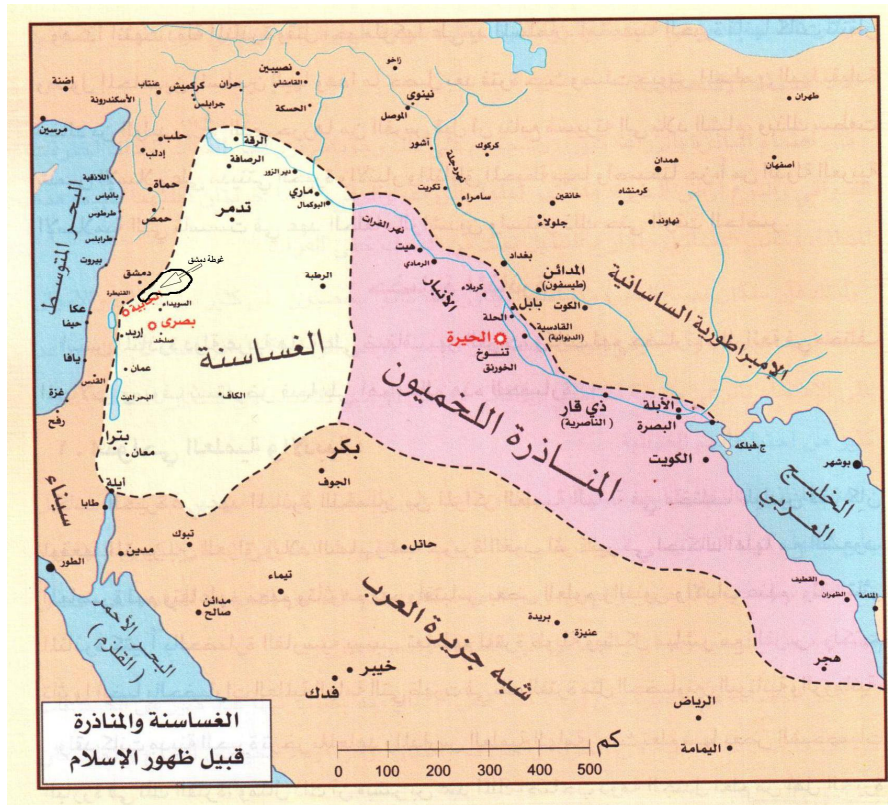 أضنة
مرسين
الأسكندرونة
عنتاب
كركميش
جرابلس
حران
نصيبين
القامشلي
الحسكة
زاخو
نينوى
الموصل
طهران
حلب
إدلب
الرقة
الرصافة
دير الزور
ماري
البوكمال
آشور
نهر دجلة
كركوك
تكريت
سامراء
خانقين
جلولاء
كرمنشاه
همدان
نهاوند
أصفهان
اللاذقية
بانياس
طرطوس
طرابلس
بيروت
حماة
حمص
تدمر
البحر المتوسط
غوطة دمشق
دمشق
القنيطرة
الجابية
السويداء
بصرى
صلخد
إربد
عكا
حيفا
يافا
القدس
عمان
البحر الميت
غزة
رفح
بترا
معان
أيلة
طابا
سيناء
الطور
الرطبة
الغساسنة
الكاف
نهر الفرات
هيت
الرمادي
الأنبار
بغداد
المدائن
(طيسفون)
كربلاء
بابل
الكوت
الحلة
القادسية
(الديوانية)
الحيرة
تنوخ
الخورنق
الإمبراطورية الساسانية
المناذرة اللخميون
ذي قار
(الناصرية)
الأبلة
البصرة
الكويت
ج.فيلكه
بوشهر
الخليج العربي
القطيف
الظهران
المنامة
هجر
بكر
الجوف
تبوك
مدين
حائل
تيماء
مدائن
صالح
بريدة
عنيزة
شبه جزيرة العرب
خيبر
فدك
البحر الأحمر
(القلزم)
الرياض
اليمامة
الغساسنة والمناذرة
قبيل ظهور الإسلام
كم
0 100 200 300 400 500